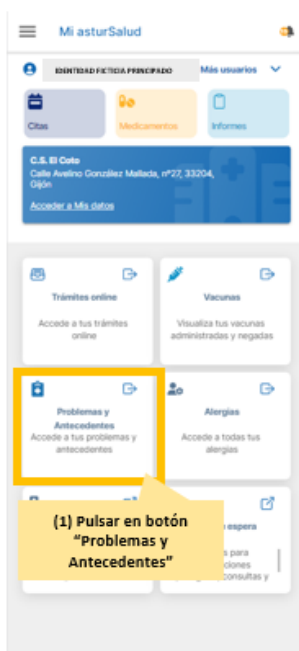 Mi asturSalud
IDENTIDAD FICTICIA PRINCIPADO Más usuarios
Citas Medicamentos Informes
C.S. El Coto
Calle Avelino González Mallada, nº27, 33204,
Gijón
Acceder a Mis datos
Trámites online
Accede a tus trámites
online
Vacunas
Visualiza tus vacunas
administradas y negadas
Problemas y
Antecedentes
Accede a tus problemas y
antecedentes
Alergias
Accede a todas tus
alergias
(1) Pulsar en botón
“Problemas y
Antecedentes”
espera
para
consultas y